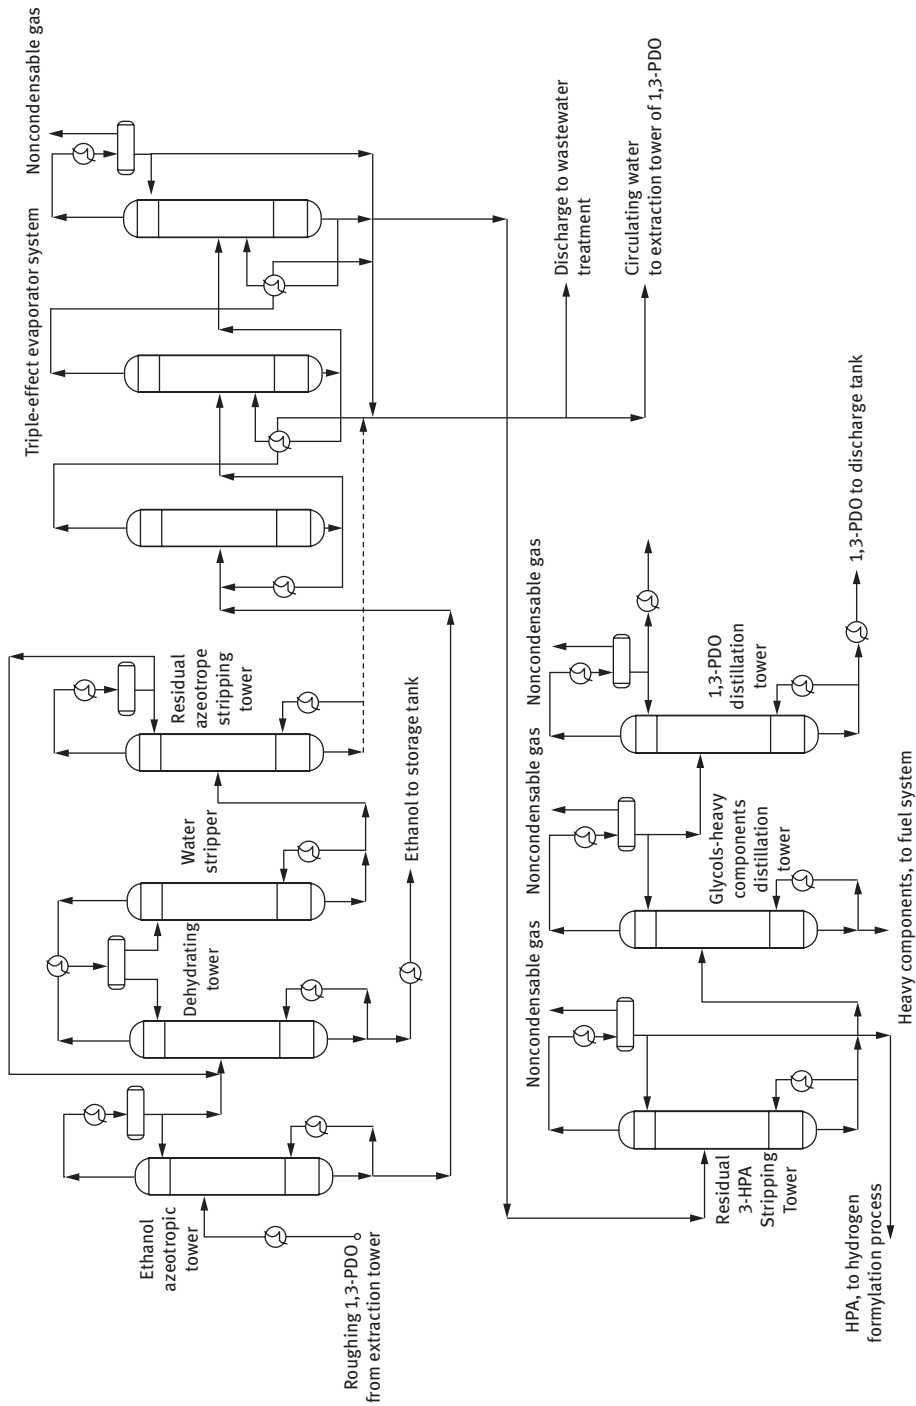 Roughing 1,3-PDO
from extraction tower
Ethanol
azeotropic
tower
Dehydrating
tower
Water
stripper
Ethanol to storage tank
Residual
azeotrope
stripping
tower
Triple-effect evaporator system
Noncondensable gas
Discharge to wastewater
treatment
Circulating water
to extraction tower of 1,3-PDO
HPA, to hydrogen
formylation process
Residual
3-HPA
Stripping
Tower
Noncondensable gas
Heavy components, to fuel system
Glycols-heavy
components
distillation
tower
Noncondensable gas
1,3-PDO
distillation
tower
Noncondensable gas
1,3-PDO to discharge tank